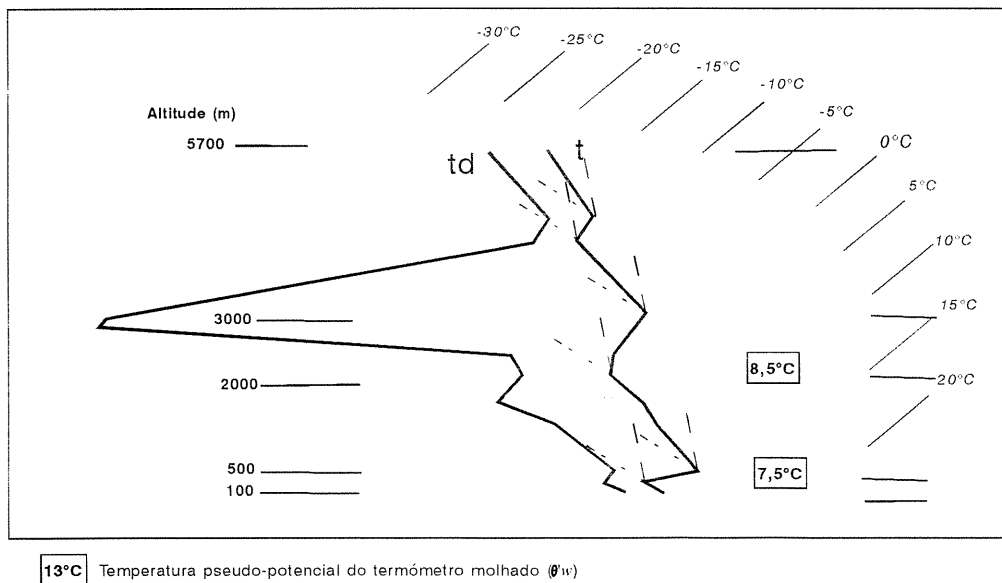 -30°C
-25°C
-20°C
-15°C
-10°C
-5°C
0°C
5°C
10°C
15°C
20°C
Altitude (m)
5700
td
t
3000
2000
8,5°C
500
7,5°C
100
13°C Temperatura pseudo-potencial do termómetro molhado (θ'w)